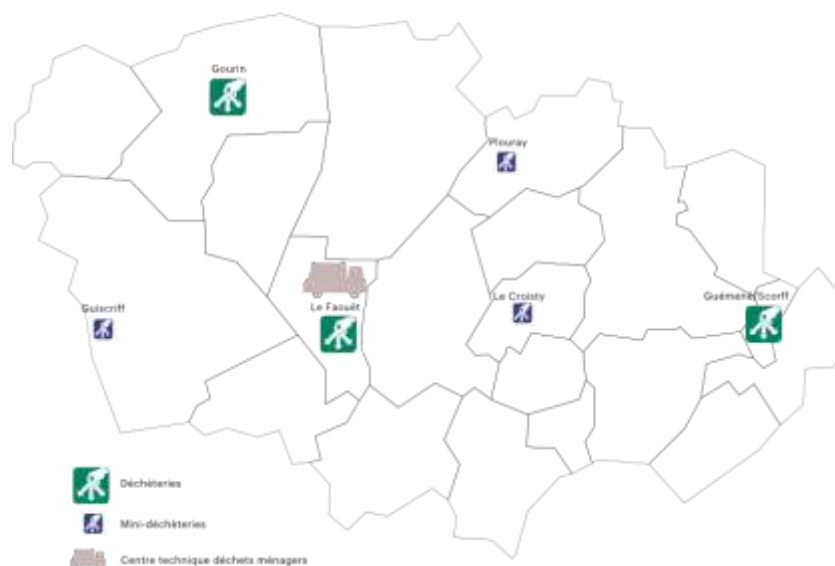 Gourin
Plouray
Guiscriff
Le Faouët
Le Croisty
Guémené/Scorff
Déchèteries
Mini-déchèteries
Centre technique déchets ménagers